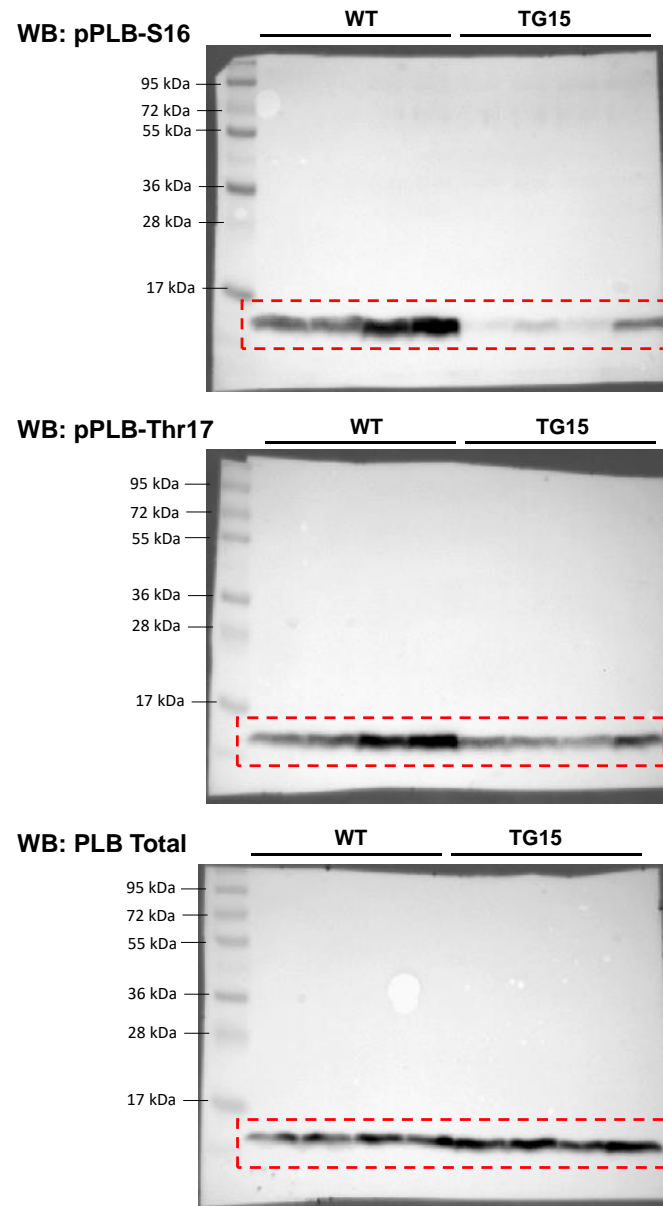 WB: pPLB-S16
WT TG15
95 kDa
72 kDa
55 kDa
36 kDa
28 kDa
17 kDa
WB: pPLB-Thr17
WT TG15
95 kDa
72 kDa
55 kDa
36 kDa
28 kDa
17 kDa
WB: PLB Total
WT TG15
95 kDa
72 kDa
55 kDa
36 kDa
28 kDa
17 kDa